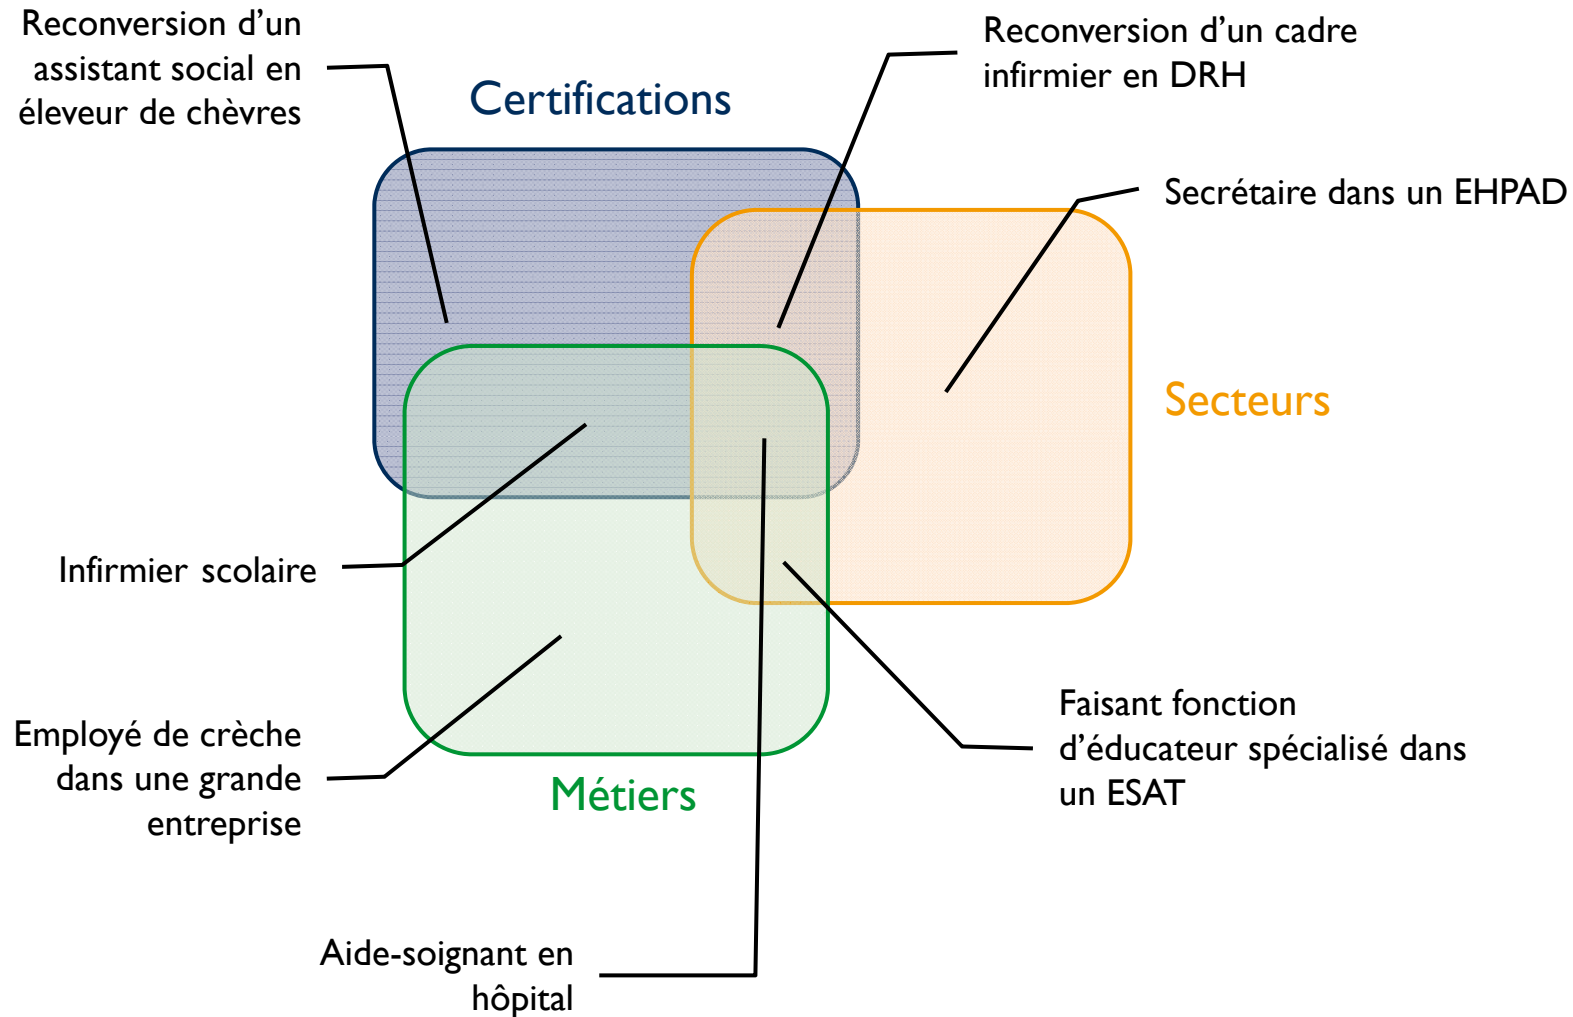 Reconversion d’un
assistant social en
éleveur de chèvres
Certifications
Reconversion d’un cadre
infirmier en DRH
Secrétaire dans un EHPAD
Secteurs
Infirmier scolaire
Employé de crèche
dans une grande
entreprise
Métiers
Faisant fonction
d’éducateur spécialisé dans
un ESAT
Aide-soignant en
hôpital